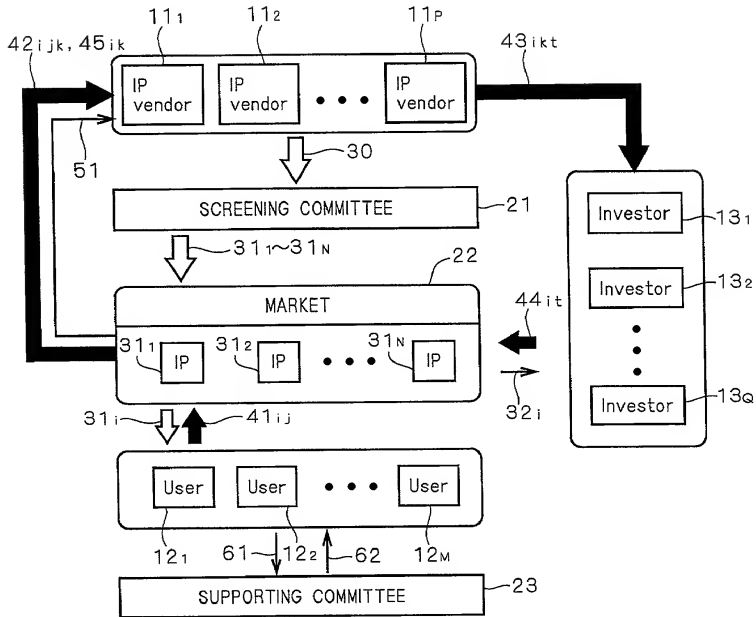 42ijk, 45ik
11₁
11₂
11P
43ikt
IP vendor
IP vendor
• • •
IP vendor
51
30
SCREENING COMMITTEE
21
31₁~31N
22
MARKET
31₁
IP
31₂
IP
• • •
31N
IP
44it
32i
Investor
13₁
Investor
13₂
Investor
13Q
31i
41ij
User
User
• • •
User
12₁
61
12₂
62
12M
SUPPORTING COMMITTEE
23